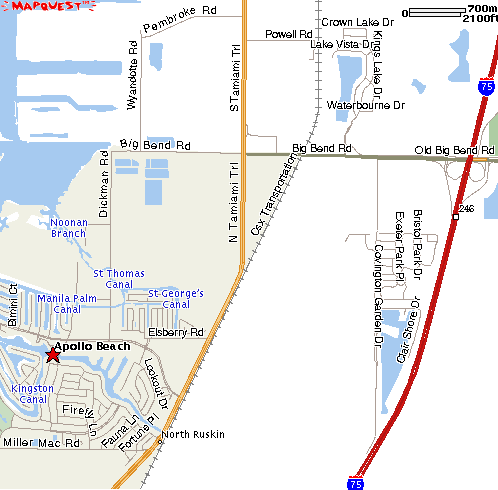 MAPQUEST
Pembroke Rd
Crown Lake Dr
0 700m
2100ft
Powell Rd
Lake Vista Dr
Kings Lake Dr
Wyandotte Rd
S Tamiami Trl
75
Waterbourne Dr
Big Bend Rd
Big Bend Rd
Old Big Bend Rd
Dickman Rd
N Tamiami Trl
Csx Transportation
246
Noonan
Branch
Bristol Park Dr
Exeter Park Pl
Covington Garden Dr
St Thomas
Canal
Bimini Ct
Manila Palm
Canal
St George's
Canal
Clair Shore Dr
Elsberry Rd
Apollo Beach
Lookout Dr
Kingston
Canal
Firefly Ln
Fauna Ln
Fortune Pl
Miller Mac Rd
North Ruskin
75